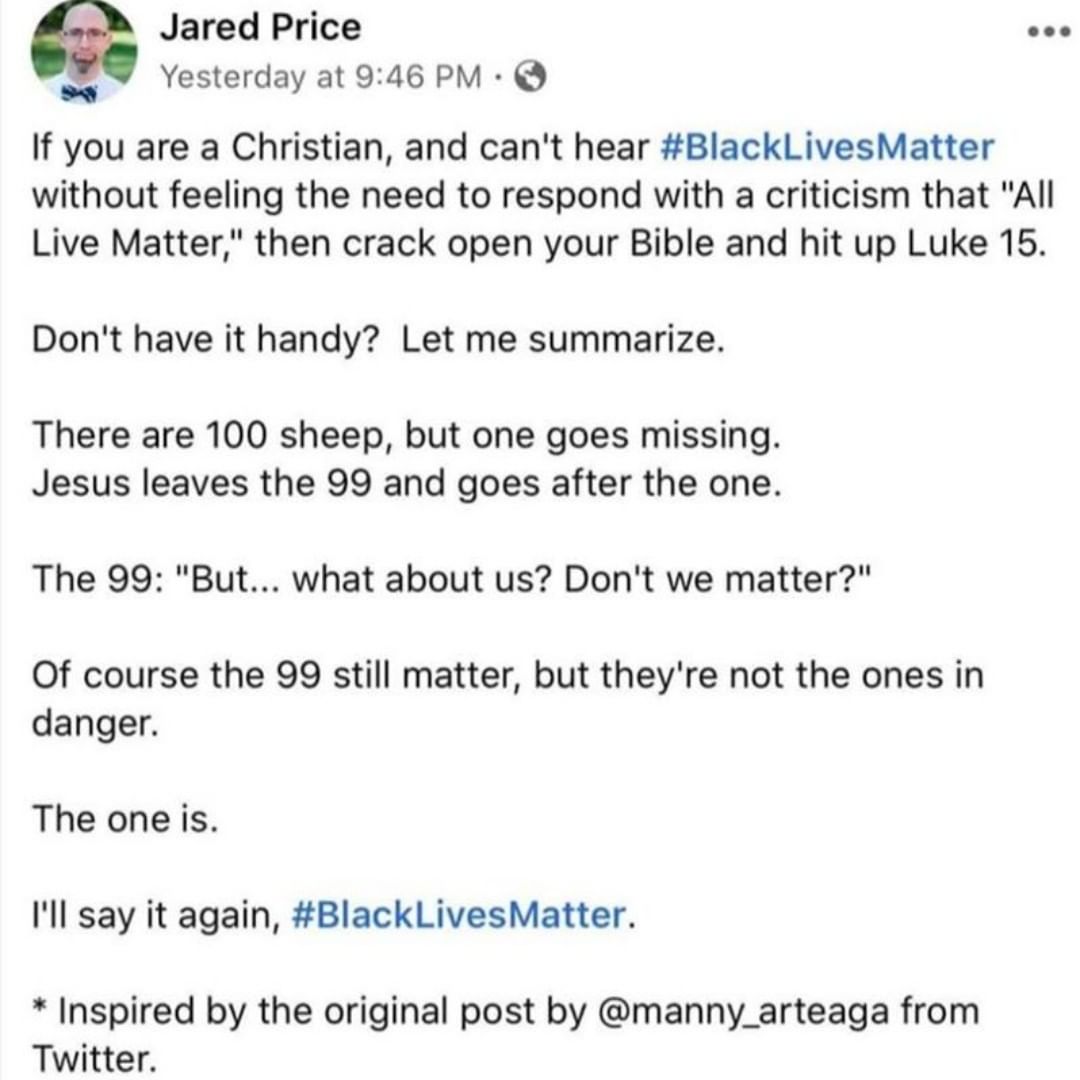 Jared Price
Yesterday at 9:46 PM ·
If you are a Christian, and can't hear #BlackLivesMatter
without feeling the need to respond with a criticism that "All
Live Matter," then crack open your Bible and hit up Luke 15.
Don't have it handy?  Let me summarize.
There are 100 sheep, but one goes missing.
Jesus leaves the 99 and goes after the one.
The 99: "But... what about us? Don't we matter?"
Of course the 99 still matter, but they're not the ones in
danger.
The one is.
I'll say it again, #BlackLivesMatter.
* Inspired by the original post by @manny_arteaga from
Twitter.